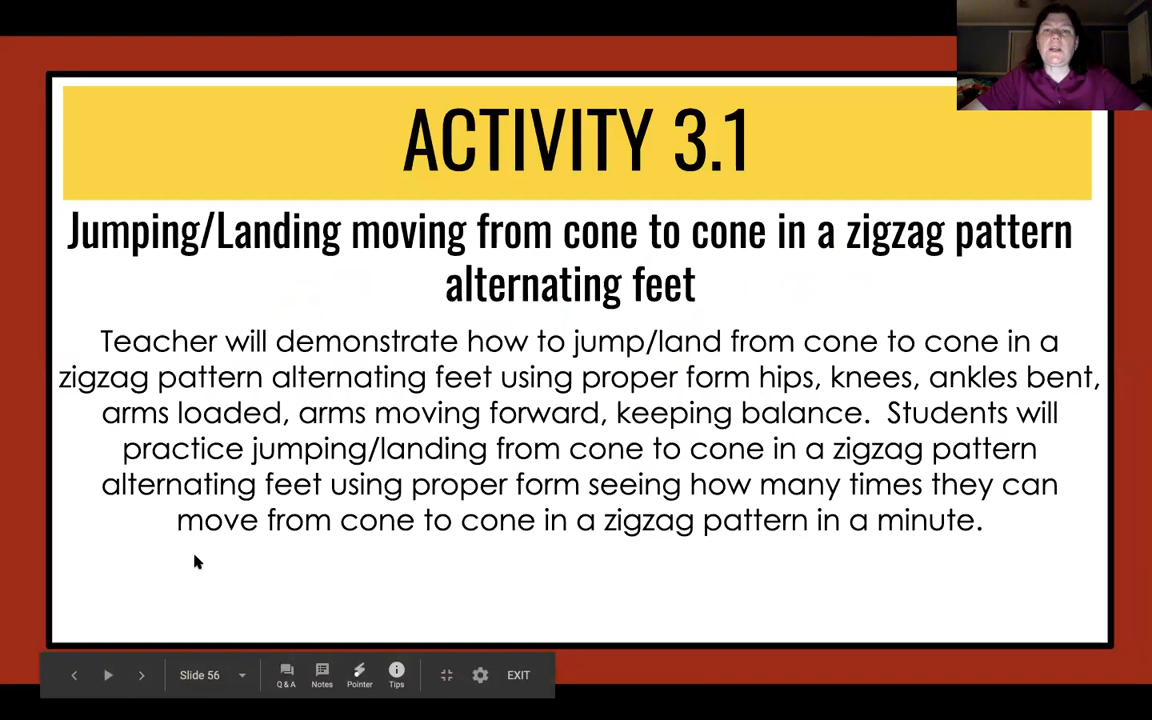 ACTIVITY 3.1
Jumping/Landing moving from cone to cone in a zigzag pattern
alternating feet
Teacher will demonstrate how to jump/land from cone to cone in a
zigzag pattern alternating feet using proper form hips, knees, ankles bent,
arms loaded, arms moving forward, keeping balance.  Students will
practice jumping/landing from cone to cone in a zigzag pattern
alternating feet using proper form seeing how many times they can
move from cone to cone in a zigzag pattern in a minute.
Slide 56
Q & A
Notes
Pointer
Tips
EXIT